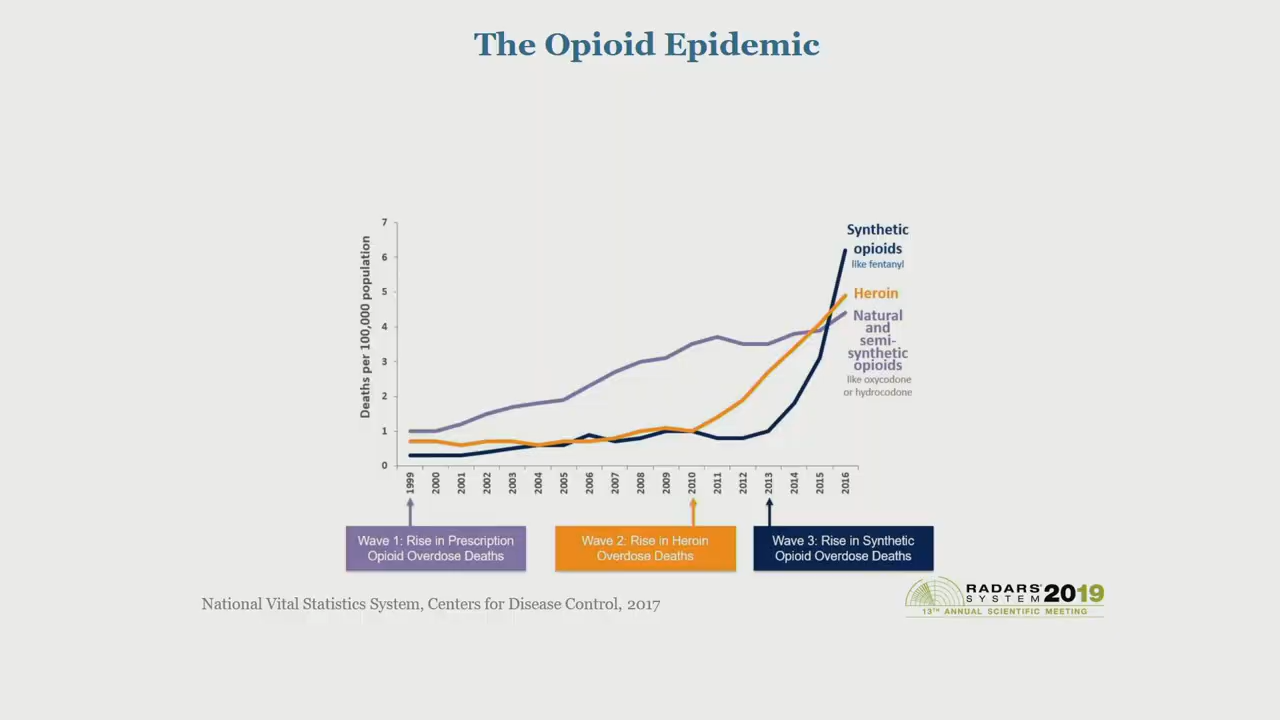 The Opioid Epidemic
Deaths per 100,000 population
7
6
5
4
3
2
1
0
1999
2000
2001
2002
2003
2004
2005
2006
2007
2008
2009
2010
2011
2012
2013
2014
2015
2016
Synthetic
opioids
like fentanyl
Heroin
Natural
and
semi-
synthetic
opioids
like oxycodone
or hydrocodone
Wave 1: Rise in Prescription
Opioid Overdose Deaths
Wave 2: Rise in Heroin
Overdose Deaths
Wave 3: Rise in Synthetic
Opioid Overdose Deaths
National Vital Statistics System, Centers for Disease Control, 2017
RADARS®
SYSTEM 2019
13TH ANNUAL SCIENTIFIC MEETING